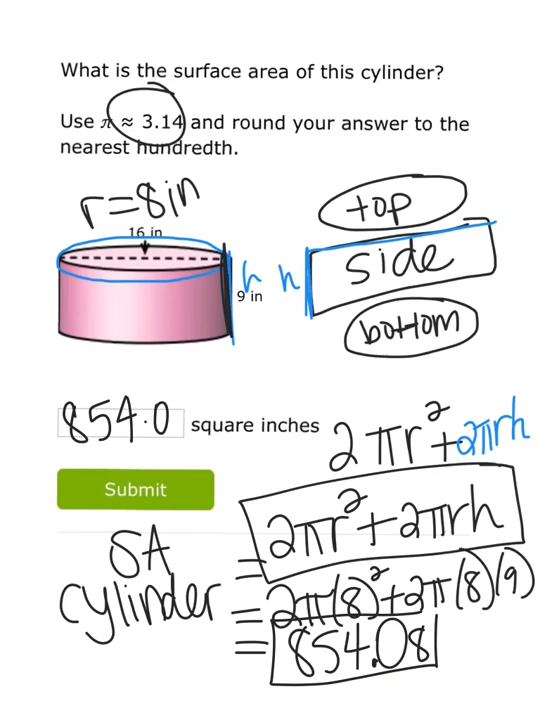 What is the surface area of this cylinder?
Use π ≈ 3.14 and round your answer to the
nearest hundredth.
r=8in
16 in
top
h h side
9 in
bottom
854.0 square inches
2πr²+2πrh
Submit
SA = 2πr²+2πrh
cylinder = 2π(8)²+2π(8)(9)
= 854.08